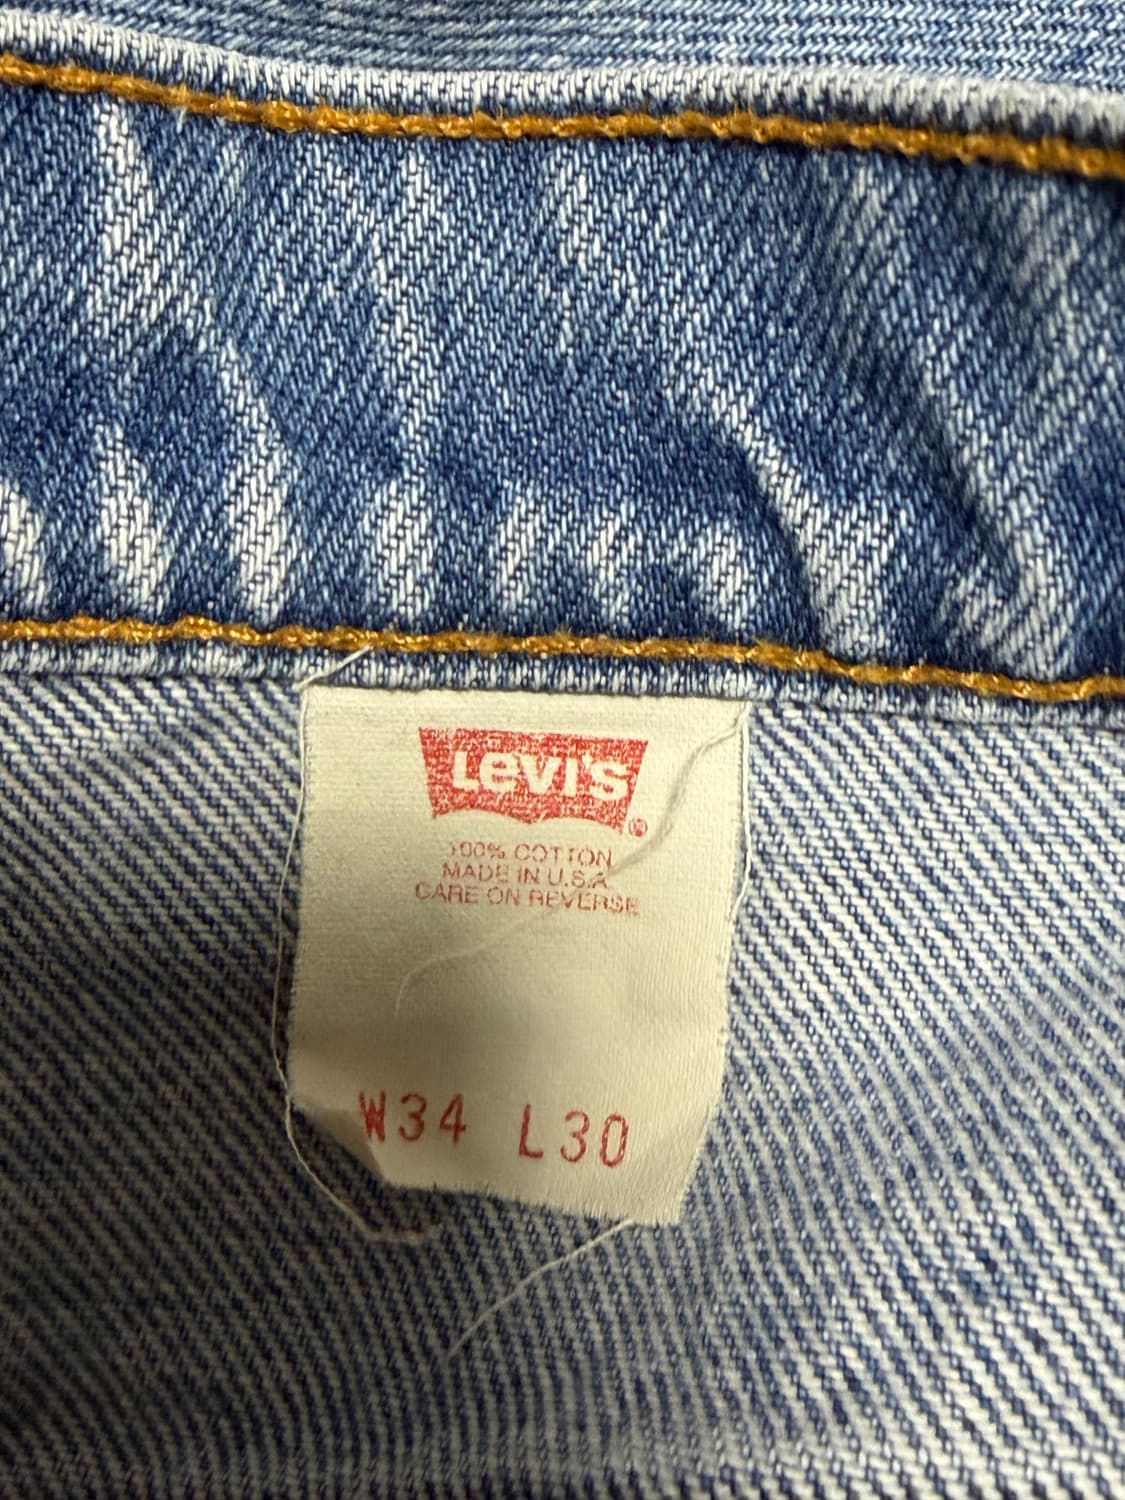 Levi's
100% COTTON
MADE IN U.S.A
CARE ON REVERSE
W34 L30